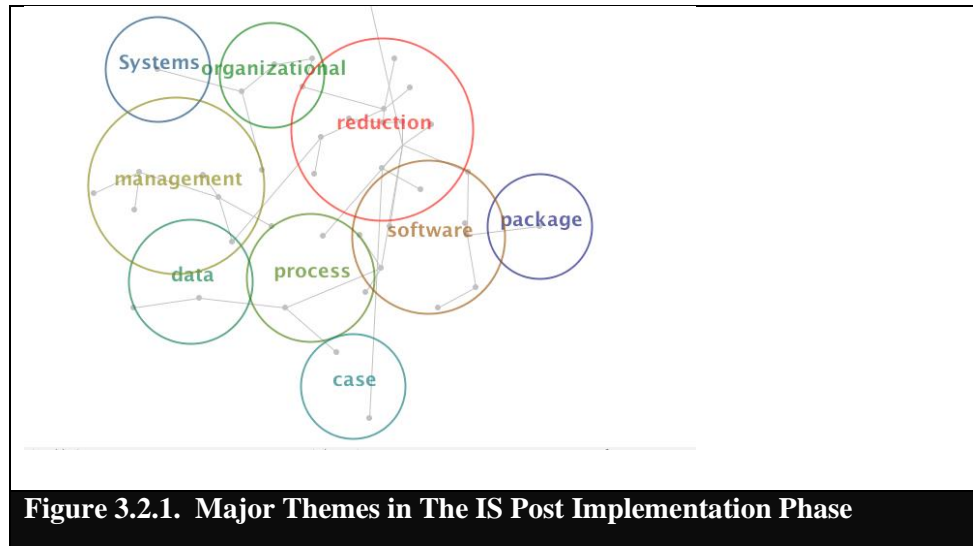 Systems organizational
reduction
management
software package
data process
case
Figure 3.2.1. Major Themes in The IS Post Implementation Phase